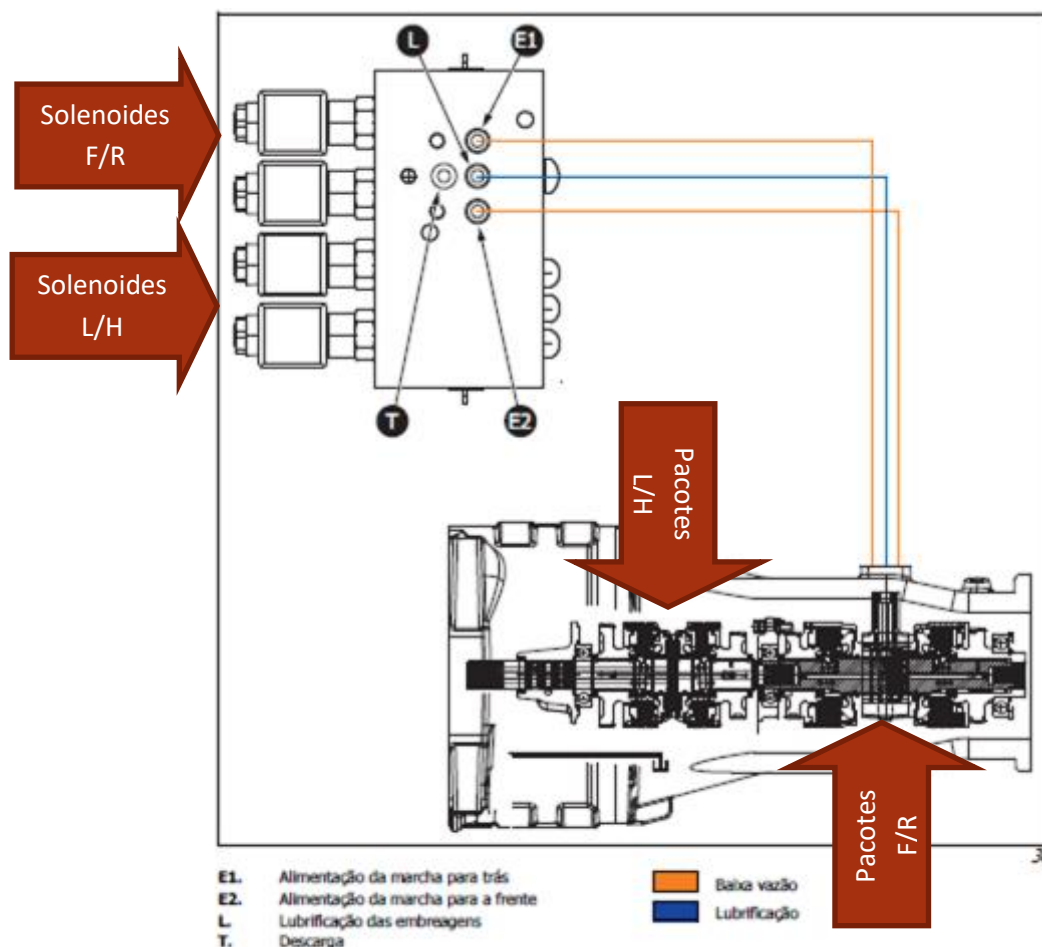 L
E1
Solenoides
F/R
Solenoides
L/H
T
E2
Pacotes
L/H
Pacotes
F/R
3
E1. Alimentação da marcha para trás
E2. Alimentação da marcha para a frente
L. Lubrificação das embreagens
T. Descarga
Baixa vazão
Lubrificação